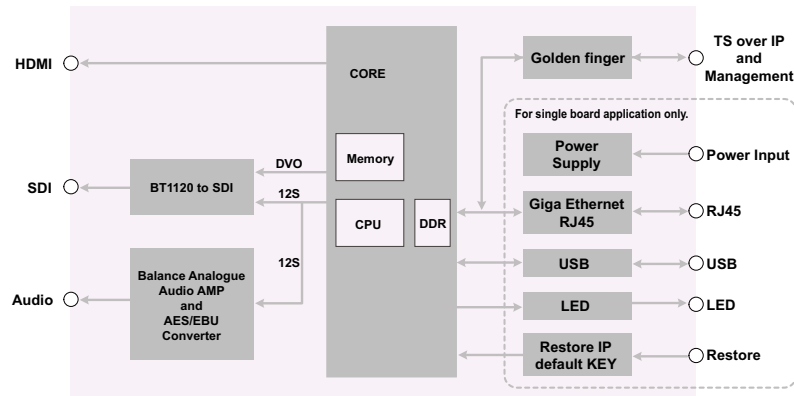 HDMI
SDI
Audio
BT1120 to SDI
Balance Analogue
Audio AMP
and
AES/EBU
Converter
DVO
12S
12S
CORE
Memory
CPU
DDR
Golden finger
For single board application only.
Power
Supply
Giga Ethernet
RJ45
USB
LED
Restore IP
default KEY
TS over IP
and
Management
Power Input
RJ45
USB
LED
Restore